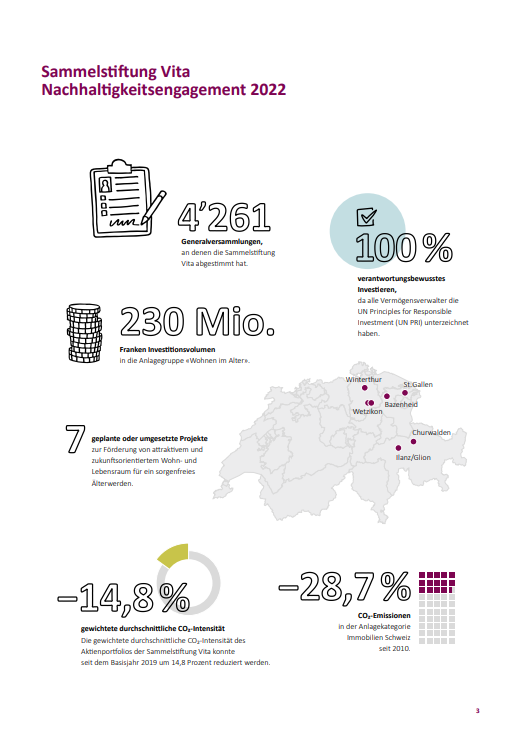 Sammelstiftung Vita
Nachhaltigkeitsengagement 2022
4’261
Generalversammlungen,
an denen die Sammelstiftung
Vita abgestimmt hat.
100 %
verantwortungsbewusstes
Investieren,
da alle Vermögensverwalter die
UN Principles for Responsible
Investment (UN PRI) unterzeichnet
haben.
230 Mio.
Franken Investitionsvolumen
in die Anlagegruppe «Wohnen im Alter».
Winterthur
St.Gallen
Bazenheid
Wetzikon
Churwalden
Ilanz/Glion
7
geplante oder umgesetzte Projekte
zur Förderung von attraktivem und
zukunftsorientiertem Wohn- und
Lebensraum für ein sorgenfreies
Älterwerden.
–14,8 %
gewichtete durchschnittliche CO₂-Intensität
Die gewichtete durchschnittliche CO₂-Intensität des
Aktienportfolios der Sammelstiftung Vita konnte
seit dem Basisjahr 2019 um 14,8 Prozent reduziert werden.
–28,7 %
CO₂-Emissionen
in der Anlagekategorie
Immobilien Schweiz
seit 2010.
3